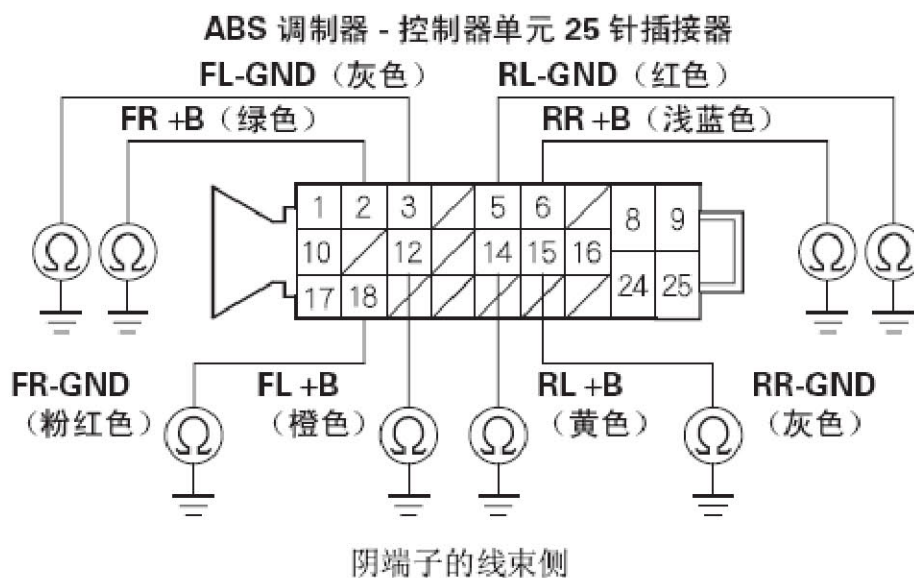 ABS 调制器 - 控制器单元 25 针插接器
FL-GND（灰色） RL-GND（红色）
FR +B（绿色） RR +B（浅蓝色）
1 2 3 5 6 8 9
Ω Ω 10 12 14 15 16 Ω Ω
17 18 24 25
FR-GND FL +B RL +B RR-GND
（粉红色） Ω （橙色） Ω Ω （黄色） Ω （灰色）
阴端子的线束侧